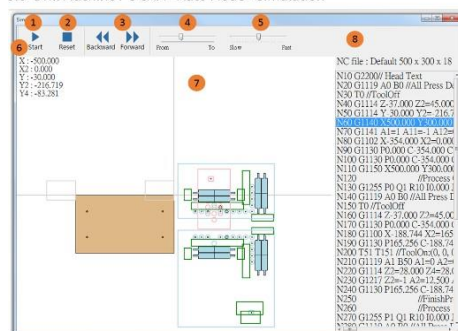 1 2 3 4 5
Start Reset Backward Forward From To Slow Fast
6 7 8
X : -500.000
X2 : 0.000
Y : -30.000
Y2 : -216.719
Y4 : -83.281
NC file : Default 500 x 300 x 18
N10 G2200// Head Text
N20 G1119 A0 B0 //All Press Do
N30 T0 //ToolOff
N40 G1114 Z-37.000 Z2=45.000
N50 G1114 Y-30.000 Y2=-216.7
N60 G1140 X500.000 Y300.000
N70 G1141 A1=1 A11=-1 A12=
N80 G1102 X-354.000 X2=0.000
N90 G1130 P0.000 C-354.000 C
N100 G1130 P0.000 C-354.000 C
N110 G1150 X500.000 Y300.000
N120 //Process
N130 G1255 P0 Q1 R10 I0.000 J
N140 G1119 A0 B0 //All Press D
N150 T0 //ToolOff
N160 G1114 Z-37.000 Z2=45.00
N170 G1130 P0.000 C-354.000 C
N180 G1100 X-188.744 X2=165
N190 G1130 P165.256 C-188.74
N200 T51 T151 //ToolOn:(0, 0, (
N210 G1119 A1 B50 A1=0 A2=
N220 G1114 Z2=28.000 Z4=28.0
N230 G1217 Z2=-1 A2=12.500
N240 G1130 P165.256 C-188.74
N250 //FinishPr
N260 //Process
N270 G1255 P1 Q1 R10 I0.000 J